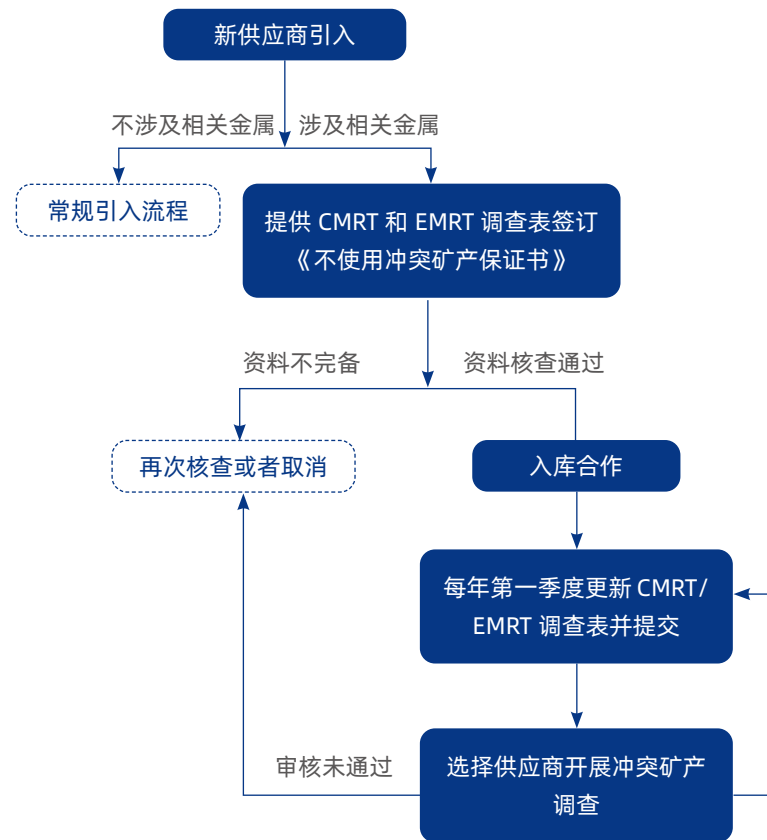 新供应商引入
不涉及相关金属
涉及相关金属
常规引入流程
提供 CMRT 和 EMRT 调查表签订
《不使用冲突矿产保证书》
资料不完备
资料核查通过
再次核查或者取消
入库合作
每年第一季度更新 CMRT/
EMRT 调查表并提交
审核未通过
选择供应商开展冲突矿产
调查